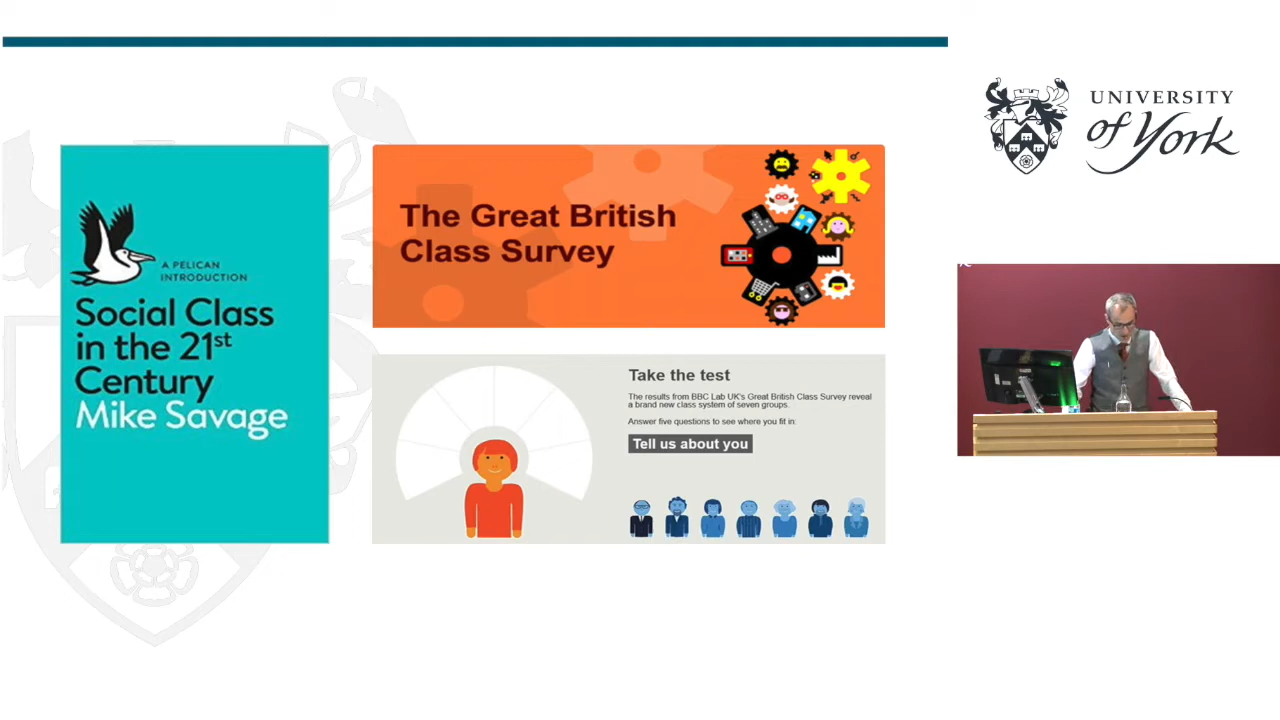 A PELICAN
INTRODUCTION
Social Class
in the 21st
Century
Mike Savage
The Great British
Class Survey
Take the test
The results from BBC Lab UK's Great British Class Survey reveal
a brand new class system of seven groups.
Answer five questions to see where you fit in:
Tell us about you
UNIVERSITY
of York